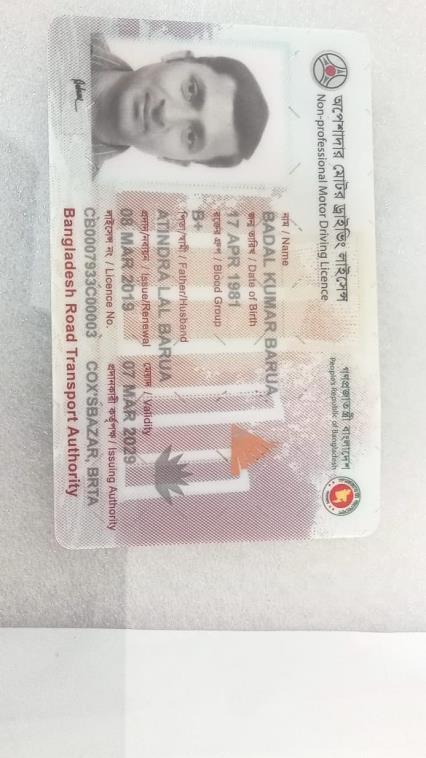 অপেশাদার মোটর ড্রাইভিং লাইসেন্স
Non-professional Motor Driving Licence
গণপ্রজাতন্ত্রী বাংলাদেশ
People's Republic of Bangladesh
নাম / Name
BADAL KUMAR BARUA
জন্ম তারিখ / Date of Birth
17 APR 1981
রক্তের গ্রুপ / Blood Group
B+
পিতা/স্বামী / Father/Husband
ATINDRA LAL BARUA
প্রদান/নবায়ন / Issue/Renewal মেয়াদ / Validity
08 MAR 2019 07 MAR 2029
লাইসেন্স নং / Licence No. প্রদানকারী কর্তৃপক্ষ / Issuing Authority
CB0007933C00003 COX'SBAZAR, BRTA
Bangladesh Road Transport Authority